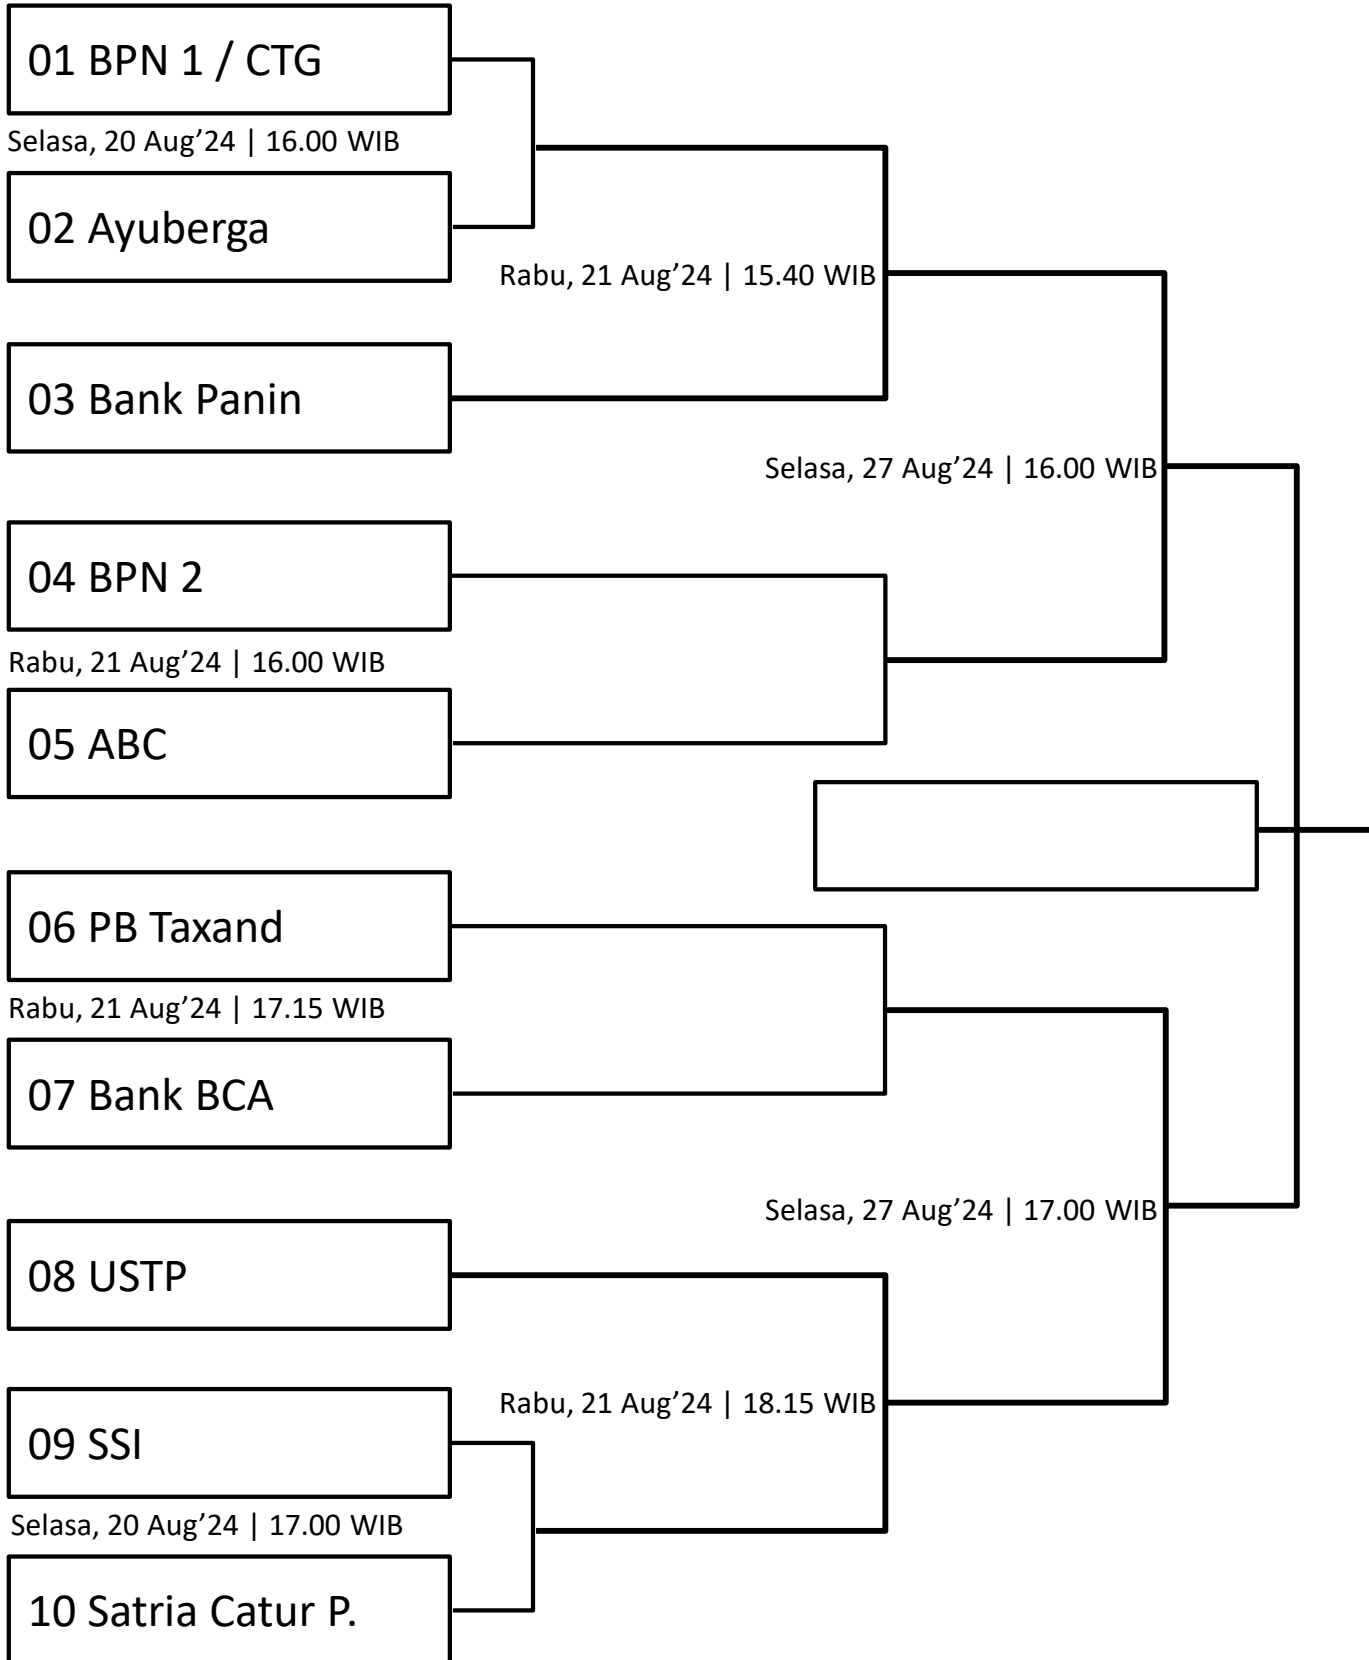 01 BPN 1 / CTG
Selasa, 20 Aug’24 | 16.00 WIB
02 Ayuberga
Rabu, 21 Aug’24 | 15.40 WIB
03 Bank Panin
Selasa, 27 Aug’24 | 16.00 WIB
04 BPN 2
Rabu, 21 Aug’24 | 16.00 WIB
05 ABC
06 PB Taxand
Rabu, 21 Aug’24 | 17.15 WIB
07 Bank BCA
Selasa, 27 Aug’24 | 17.00 WIB
08 USTP
Rabu, 21 Aug’24 | 18.15 WIB
09 SSI
Selasa, 20 Aug’24 | 17.00 WIB
10 Satria Catur P.